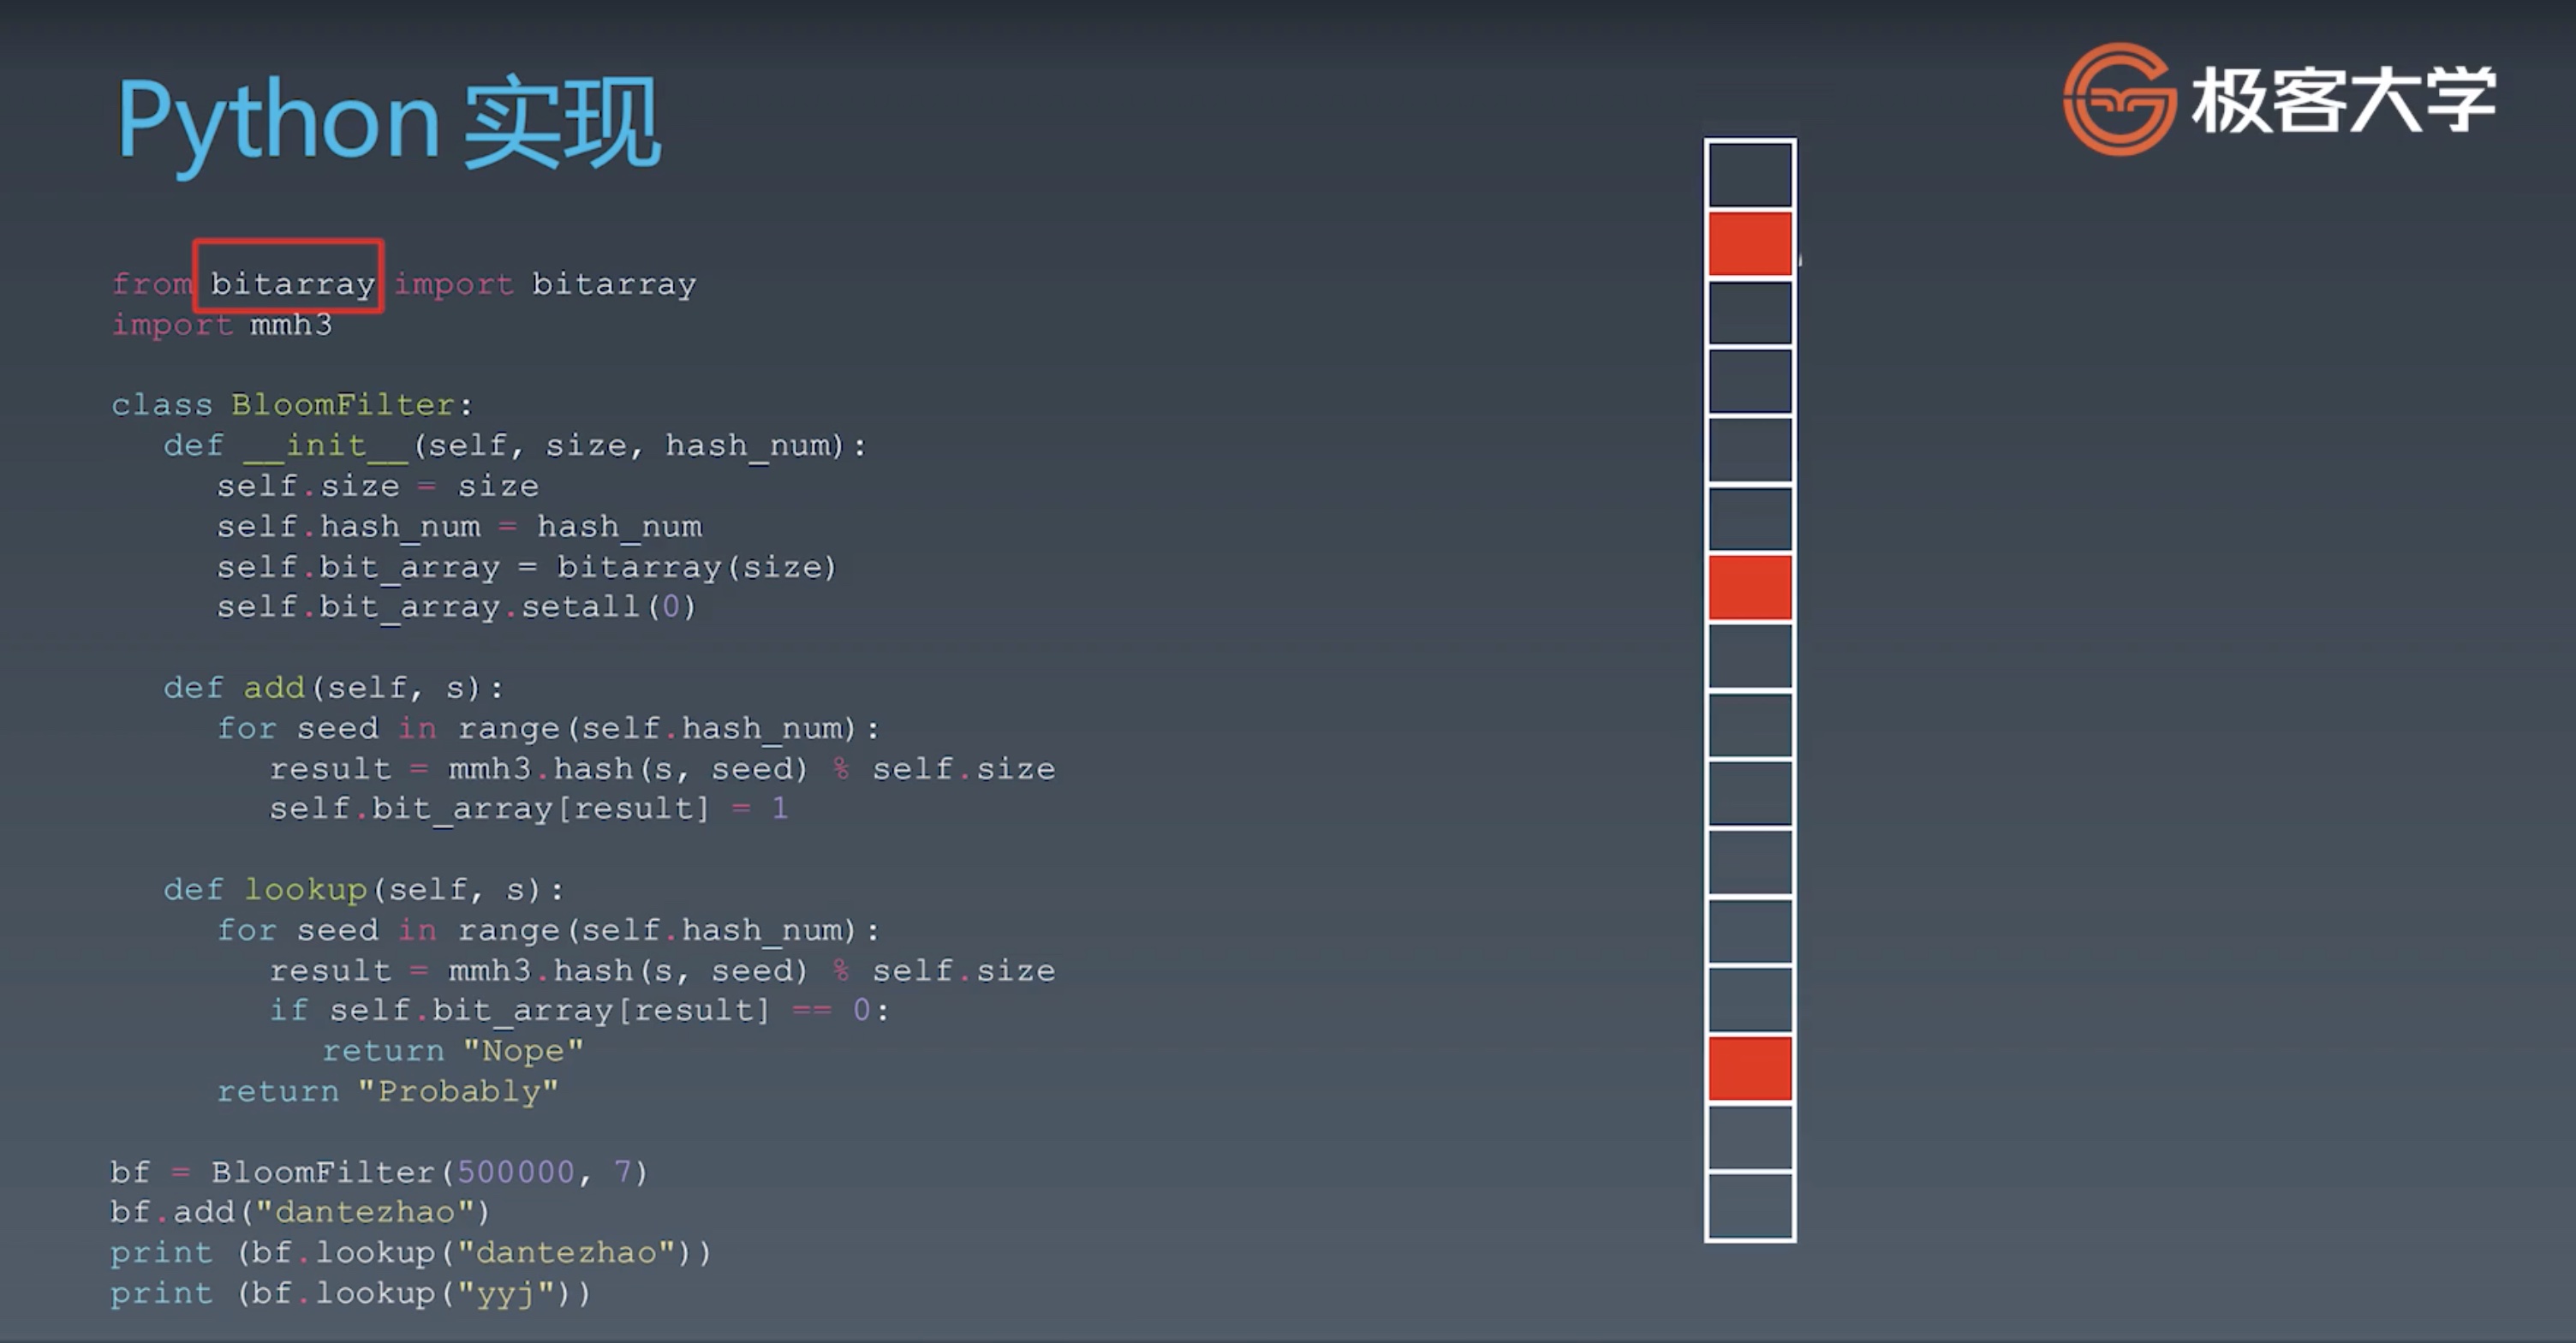 Python 实现
极客大学
from bitarray import bitarray
import mmh3
class BloomFilter:
def __init__(self, size, hash_num):
self.size = size
self.hash_num = hash_num
self.bit_array = bitarray(size)
self.bit_array.setall(0)
def add(self, s):
for seed in range(self.hash_num):
result = mmh3.hash(s, seed) % self.size
self.bit_array[result] = 1
def lookup(self, s):
for seed in range(self.hash_num):
result = mmh3.hash(s, seed) % self.size
if self.bit_array[result] == 0:
return "Nope"
return "Probably"
bf = BloomFilter(500000, 7)
bf.add("dantezhao")
print (bf.lookup("dantezhao"))
print (bf.lookup("yyj"))